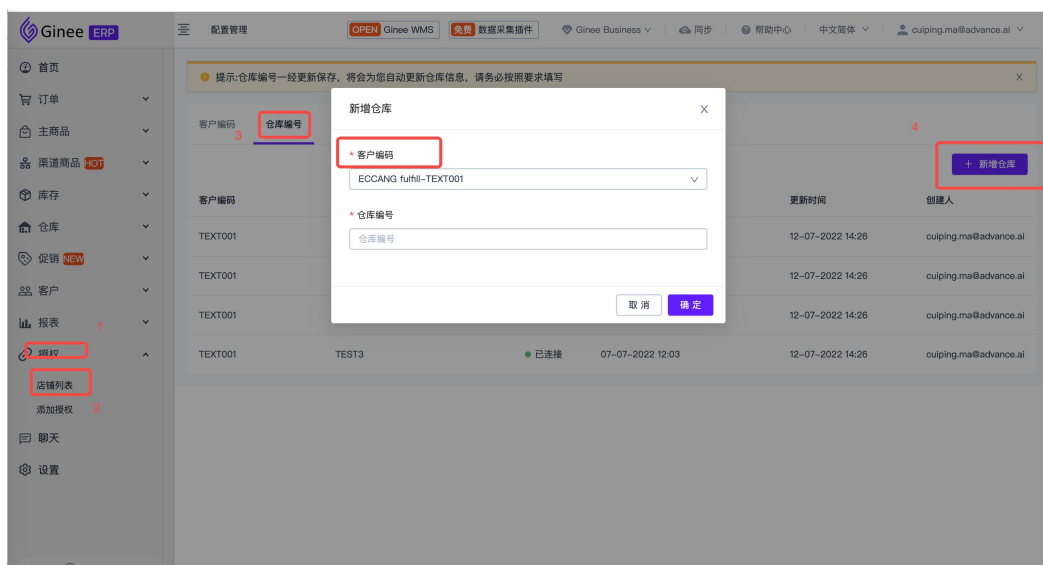 Ginee ERP
配置管理
OPEN Ginee WMS
免费 数据采集插件
Ginee Business
同步
帮助中心
中文简体
cuiping.ma@advance.ai
首页
订单
主商品
渠道商品 HOT
库存
仓库
促销 NEW
客户
报表
1
授权
店铺列表
添加授权 2
聊天
设置
提示:仓库编号一经更新保存，将会为您自动更新仓库信息，请务必按照要求填写
客户编码
3
仓库编号
4
+ 新增仓库
新增仓库
* 客户编码
ECCANG fulfill-TEXT001
* 仓库编号
仓库编号
取消 确定
客户编码 更新时间 创建人
TEXT001 12-07-2022 14:26 cuiping.ma@advance.ai
TEXT001 12-07-2022 14:26 cuiping.ma@advance.ai
TEXT001 12-07-2022 14:26 cuiping.ma@advance.ai
TEXT001 TEST3 已连接 07-07-2022 12:03 12-07-2022 14:26 cuiping.ma@advance.ai